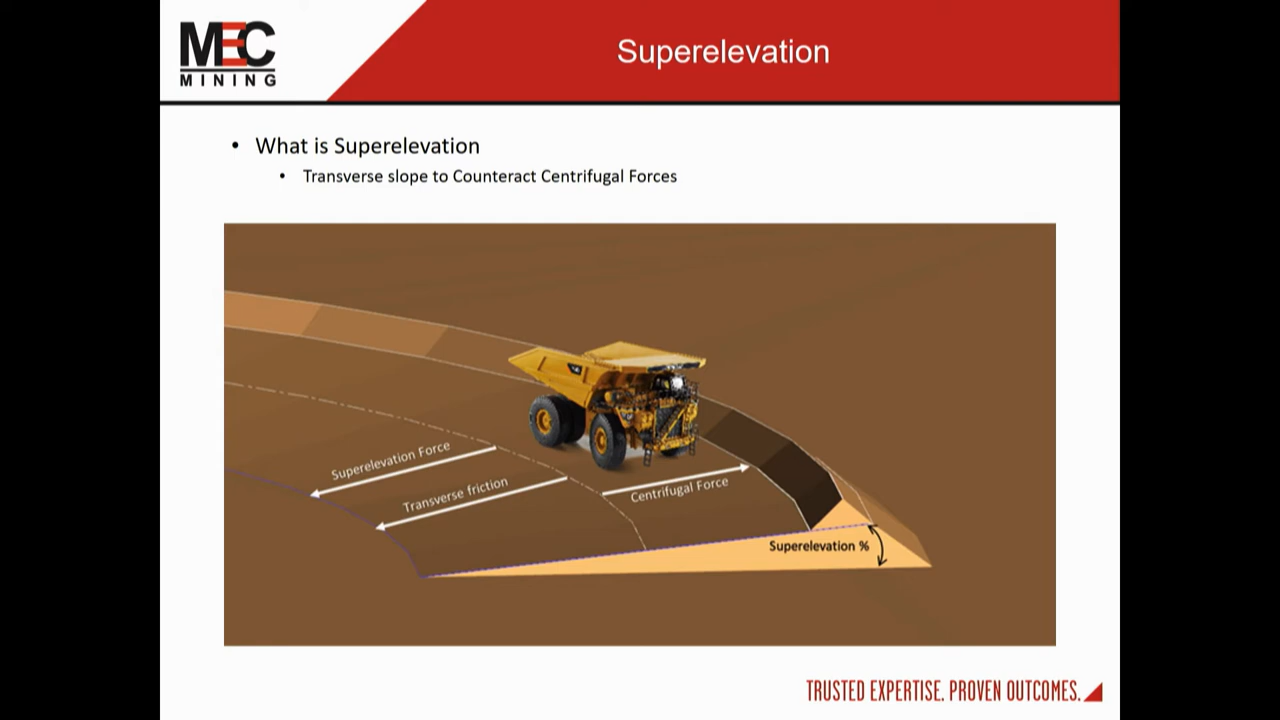 MEC
MINING
Superelevation
• What is Superelevation
• Transverse slope to Counteract Centrifugal Forces
Superelevation Force
Transverse friction
Centrifugal Force
Superelevation %
TRUSTED EXPERTISE. PROVEN OUTCOMES.